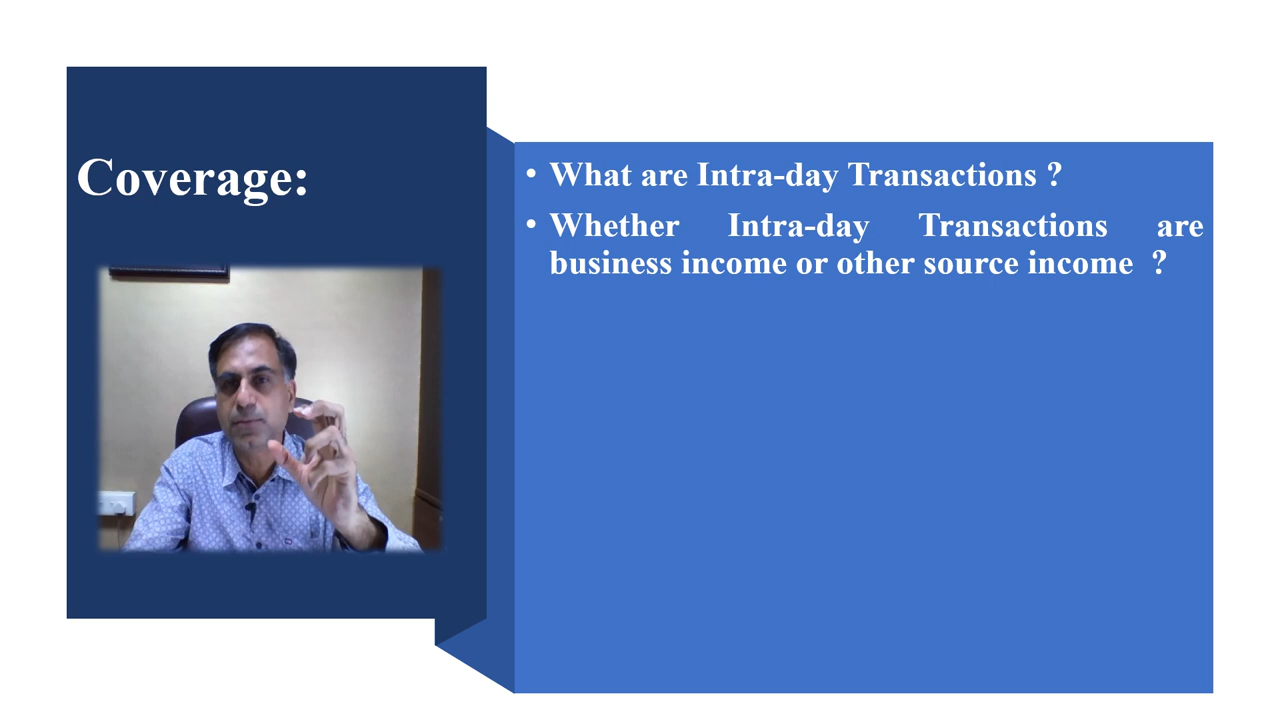 Coverage:
• What are Intra-day Transactions ?
• Whether Intra-day Transactions are
business income or other source income ?